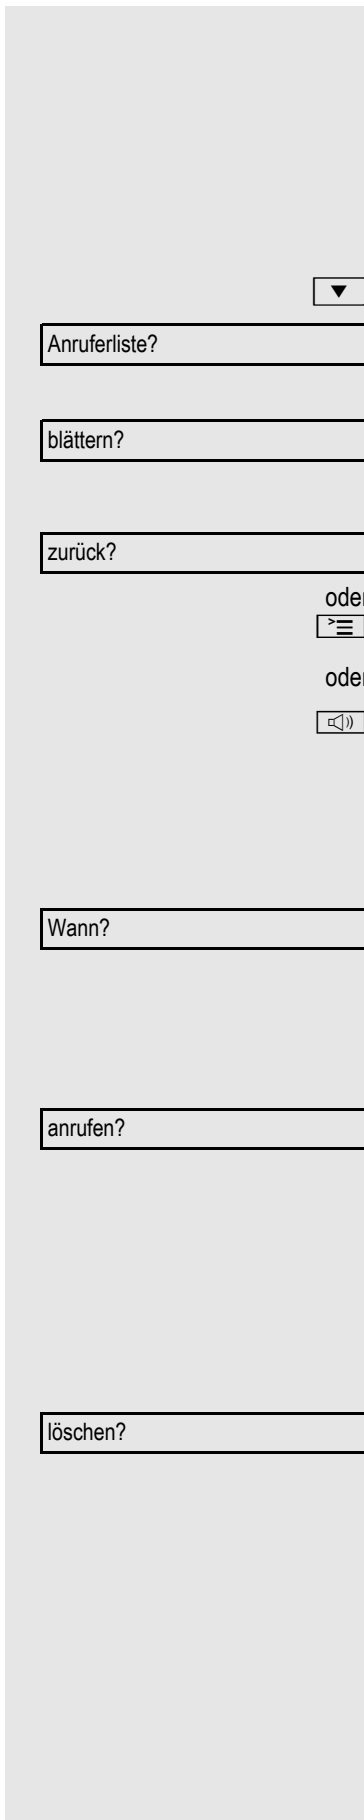 Anruferliste?
blättern?
zurück?
oder
oder
Wann?
anrufen?
löschen?